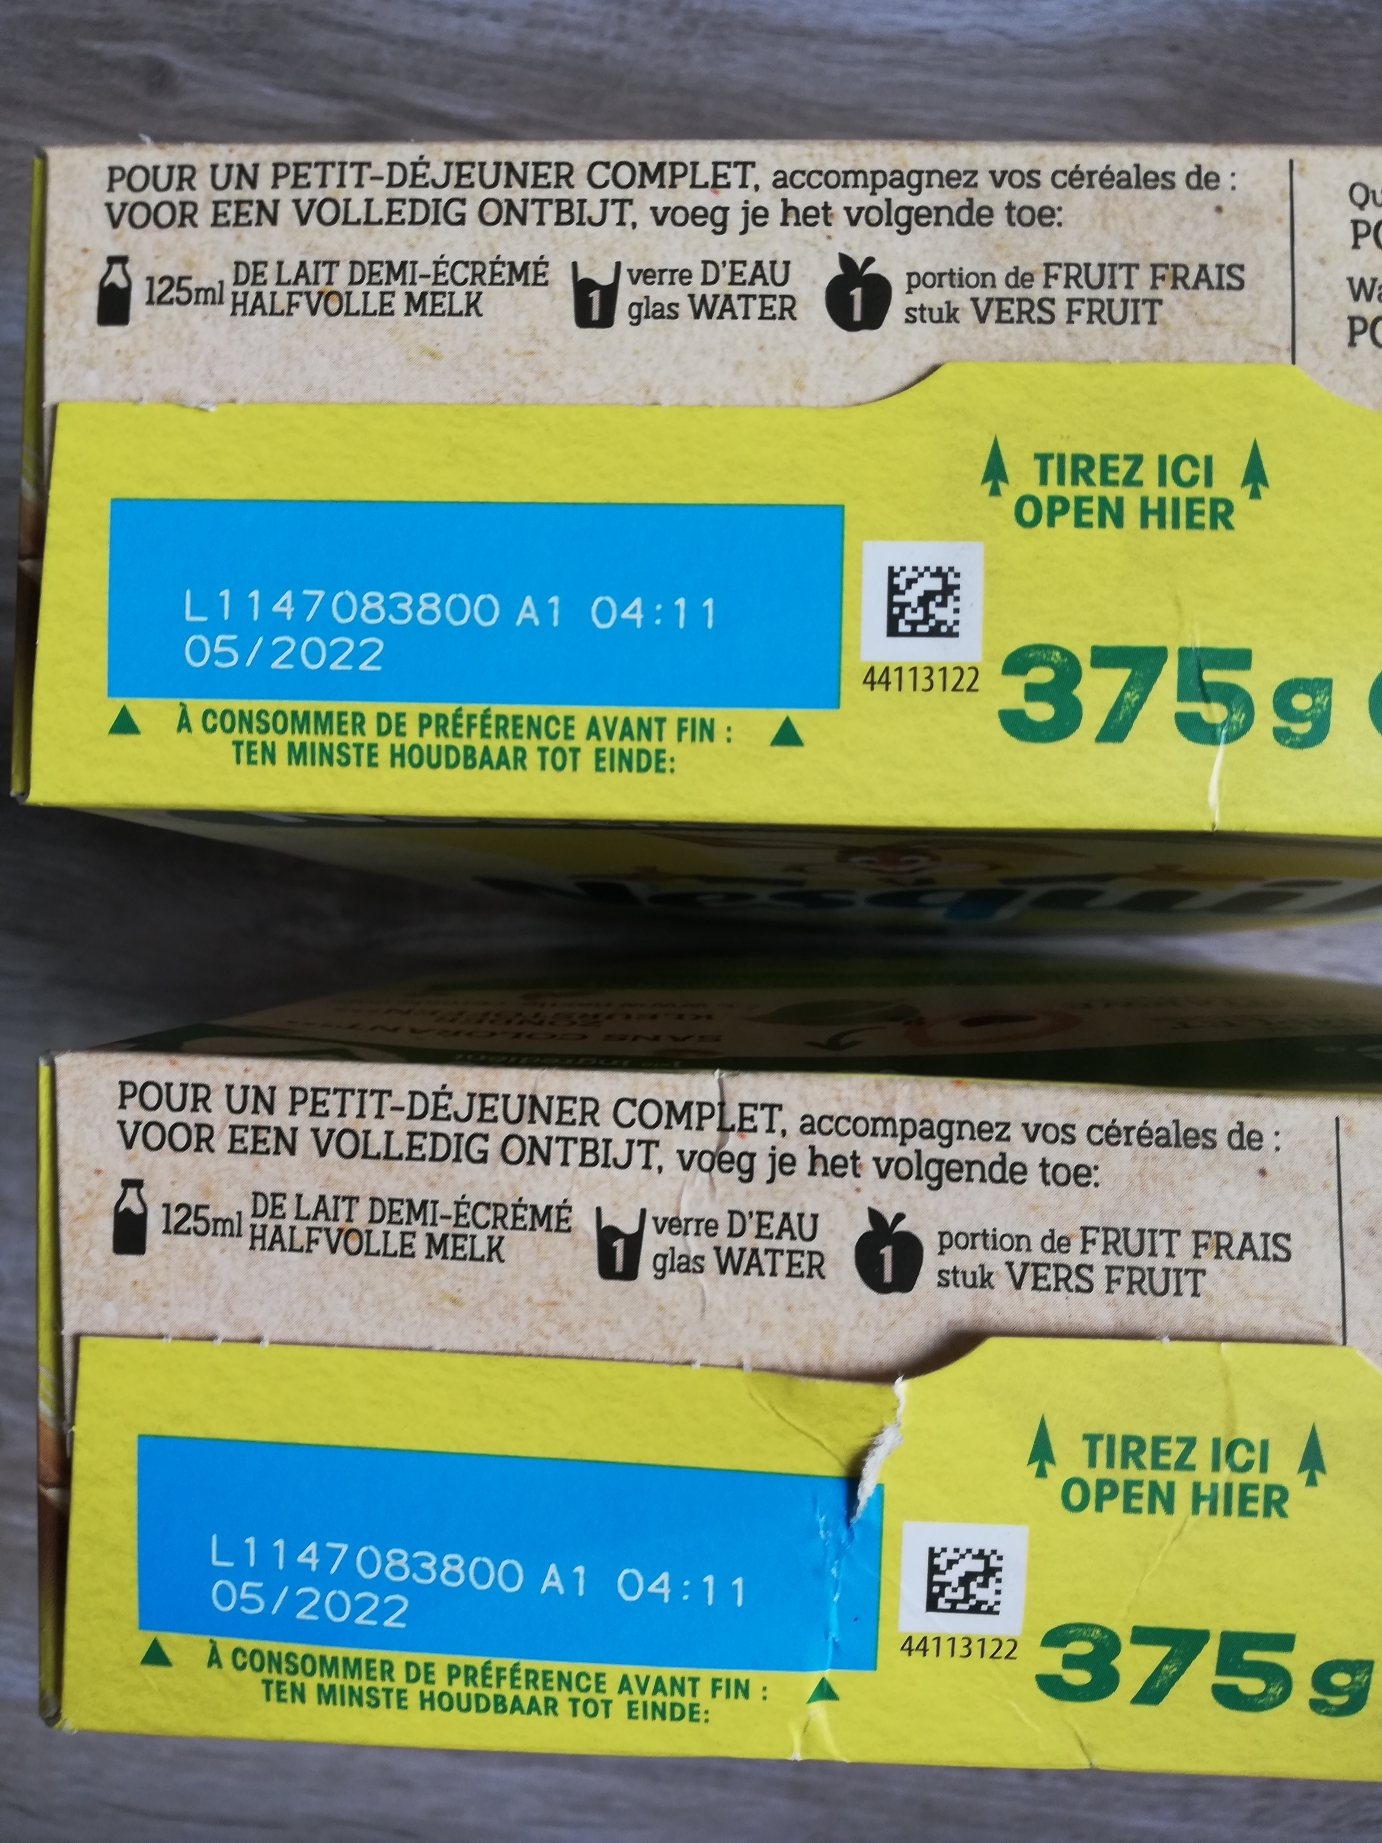 POUR UN PETIT-DÉJEUNER COMPLET, accompagnez vos céréales de :
VOOR EEN VOLLEDIG ONTBIJT, voeg je het volgende toe:
125ml DE LAIT DEMI-ÉCRÉMÉ
HALFVOLLE MELK
1 verre D'EAU
glas WATER
1 portion de FRUIT FRAIS
stuk VERS FRUIT
TIREZ ICI
OPEN HIER
L1147083800 A1 04:11
05/2022
44113122
375g
À CONSOMMER DE PRÉFÉRENCE AVANT FIN :
TEN MINSTE HOUDBAAR TOT EINDE:
SANS COLORANT
ZONDER
KLEURSTOFFEN
POUR UN PETIT-DÉJEUNER COMPLET, accompagnez vos céréales de :
VOOR EEN VOLLEDIG ONTBIJT, voeg je het volgende toe:
125ml DE LAIT DEMI-ÉCRÉMÉ
HALFVOLLE MELK
1 verre D'EAU
glas WATER
1 portion de FRUIT FRAIS
stuk VERS FRUIT
TIREZ ICI
OPEN HIER
L1147083800 A1 04:11
05/2022
44113122
375g
À CONSOMMER DE PRÉFÉRENCE AVANT FIN :
TEN MINSTE HOUDBAAR TOT EINDE: